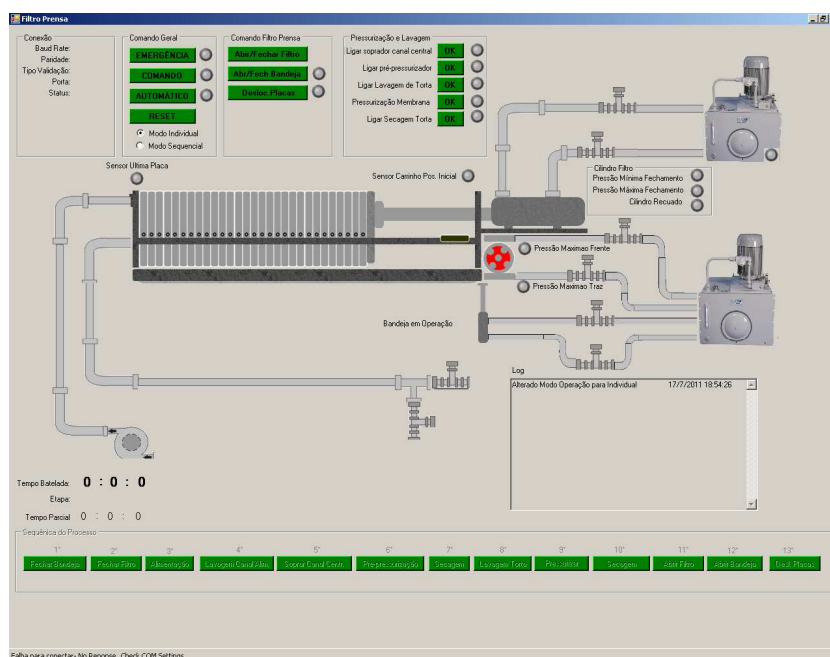 Filtro Prensa
Conexão
Baud Rate:
Paridade:
Tipo Validação:
Porta:
Status:
Comando Geral
EMERGÊNCIA
COMANDO
AUTOMÁTICO
RESET
Modo Individual
Modo Sequencial
Comando Filtro Prensa
Abir/Fechar Filtro
Abr/Fech Bandeja
Desloc.Placas
Pressurização e Lavagem
Ligar soprador canal central OK
Ligar pré-pressurizador OK
Ligar Lavagem de Torta OK
Pressurização Membrana OK
Ligar Secagem Torta OK
Sensor Ultima Placa
Sensor Carrinho Pos. Inicial
Cilindro Filtro
Pressão Mínima Fechamento
Pressão Máxima Fechamento
Cilindro Recuado
Pressão Maximao Frente
Pressão Maximao Traz
Bandeja em Operação
Log
Alterado Modo Operação para Individual 17/7/2011 18:54:26
Tempo Batelada: 0 : 0 : 0
Etapa:
Tempo Parcial 0 : 0 : 0
Sequênica do Processo
1° 2° 3° 4° 5° 6° 7° 8° 9° 10° 11° 12° 13°
Fechar Bandeja Fechar Filtro Alimentação Lavagem Canal Alim. Soprar Canal Centr. Pre-pressurização Secagem Lavagem Torta Pressurizar Secagem Abrir Filtro Abrir Bandeja Desl. Placas
Falha para conectar- No Reponse. Check COM Settings